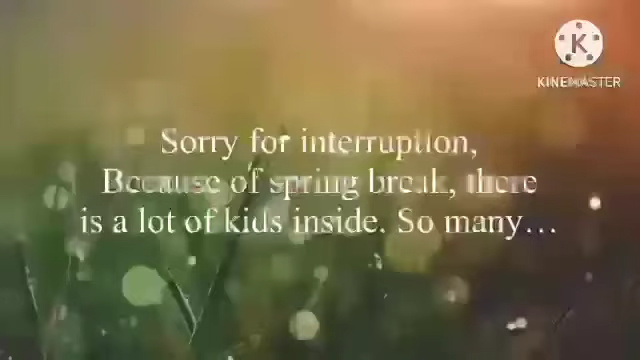 KINEMASTER
Sorry for interruption,
Because of spring break, there
is a lot of kids inside. So many…